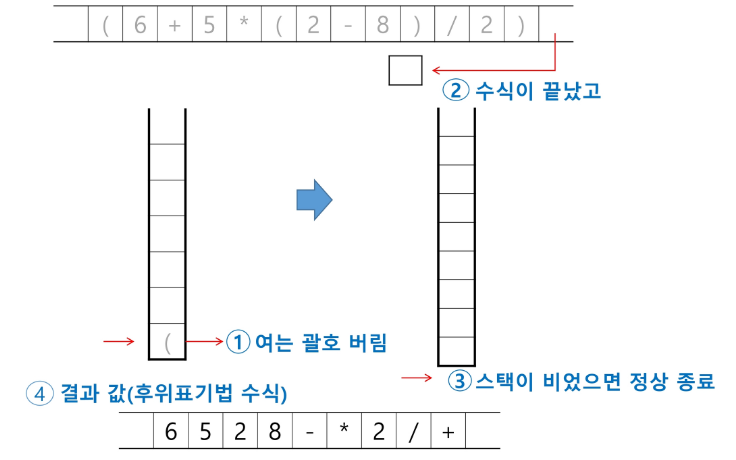 ( 6 + 5 * ( 2 - 8 ) / 2 )
② 수식이 끝났고
( ① 여는 괄호 버림
③ 스택이 비었으면 정상 종료
④ 결과 값(후위표기법 수식)
6 5 2 8 - * 2 / +